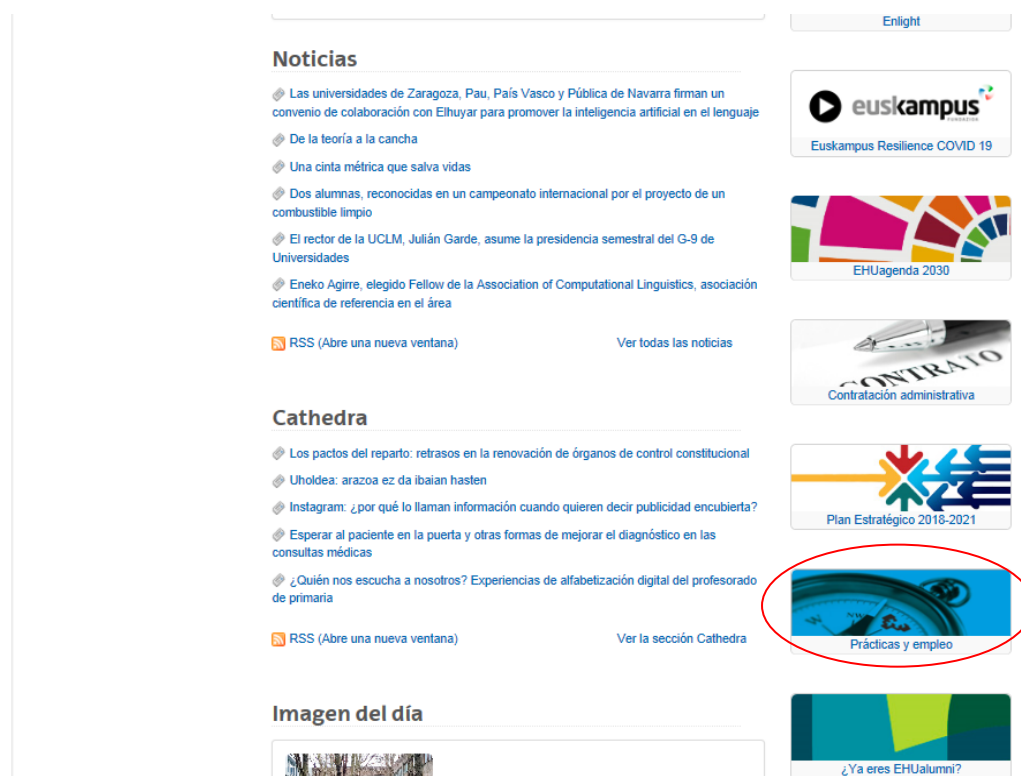 Noticias
Las universidades de Zaragoza, Pau, País Vasco y Pública de Navarra firman un
convenio de colaboración con Elhuyar para promover la inteligencia artificial en el lenguaje
De la teoría a la cancha
Una cinta métrica que salva vidas
Dos alumnas, reconocidas en un campeonato internacional por el proyecto de un
combustible limpio
El rector de la UCLM, Julián Garde, asume la presidencia semestral del G-9 de
Universidades
Eneko Agirre, elegido Fellow de la Association of Computational Linguistics, asociación
científica de referencia en el área
RSS (Abre una nueva ventana)
Ver todas las noticias
Cathedra
Los pactos del reparto: retrasos en la renovación de órganos de control constitucional
Uholdea: arazoa ez da ibaian hasten
Instagram: ¿por qué lo llaman información cuando quieren decir publicidad encubierta?
Esperar al paciente en la puerta y otras formas de mejorar el diagnóstico en las
consultas médicas
¿Quién nos escucha a nosotros? Experiencias de alfabetización digital del profesorado
de primaria
RSS (Abre una nueva ventana)
Ver la sección Cathedra
Imagen del día
Enlight
euskampus
FUNDAZIOA
Euskampus Resilience COVID 19
EHUagenda 2030
CONTRATO
Contratación administrativa
Plan Estratégico 2018-2021
W
NW
Prácticas y empleo
¿Ya eres EHUalumni?